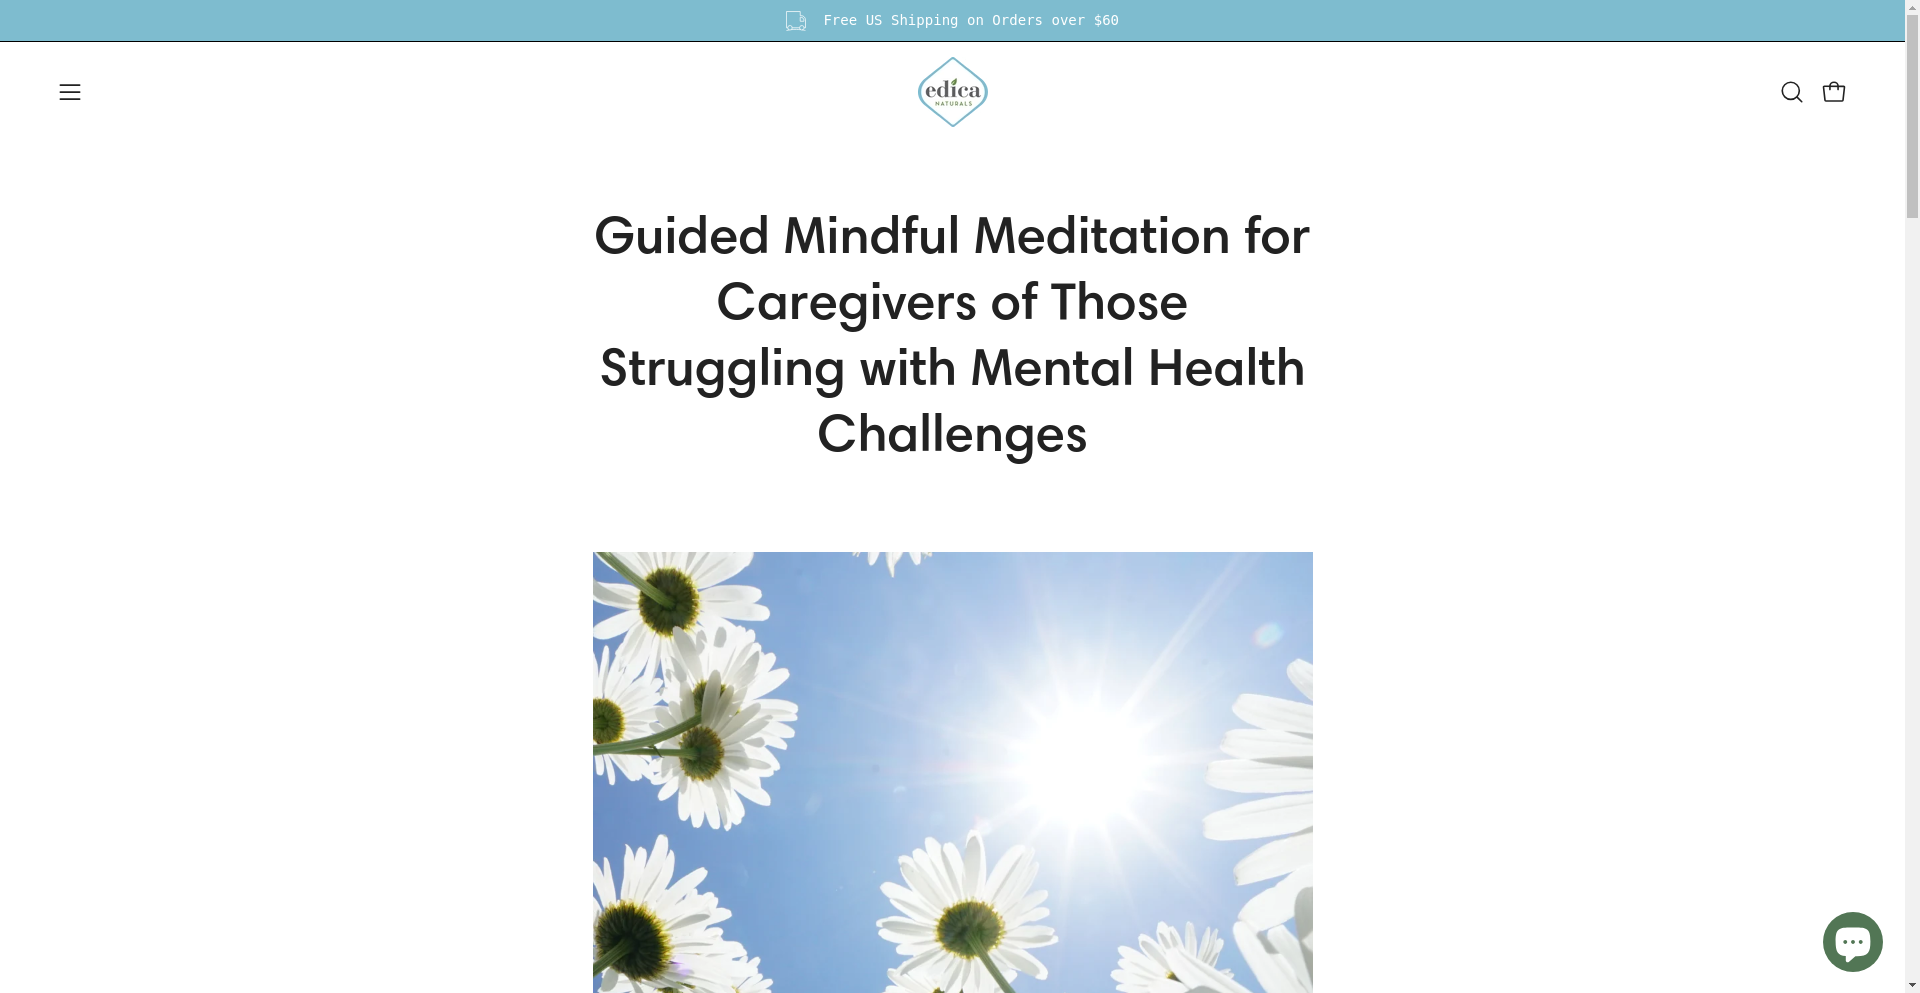 Free US Shipping on Orders over $60
edica
NATURALS
Guided Mindful Meditation for
Caregivers of Those
Struggling with Mental Health
Challenges